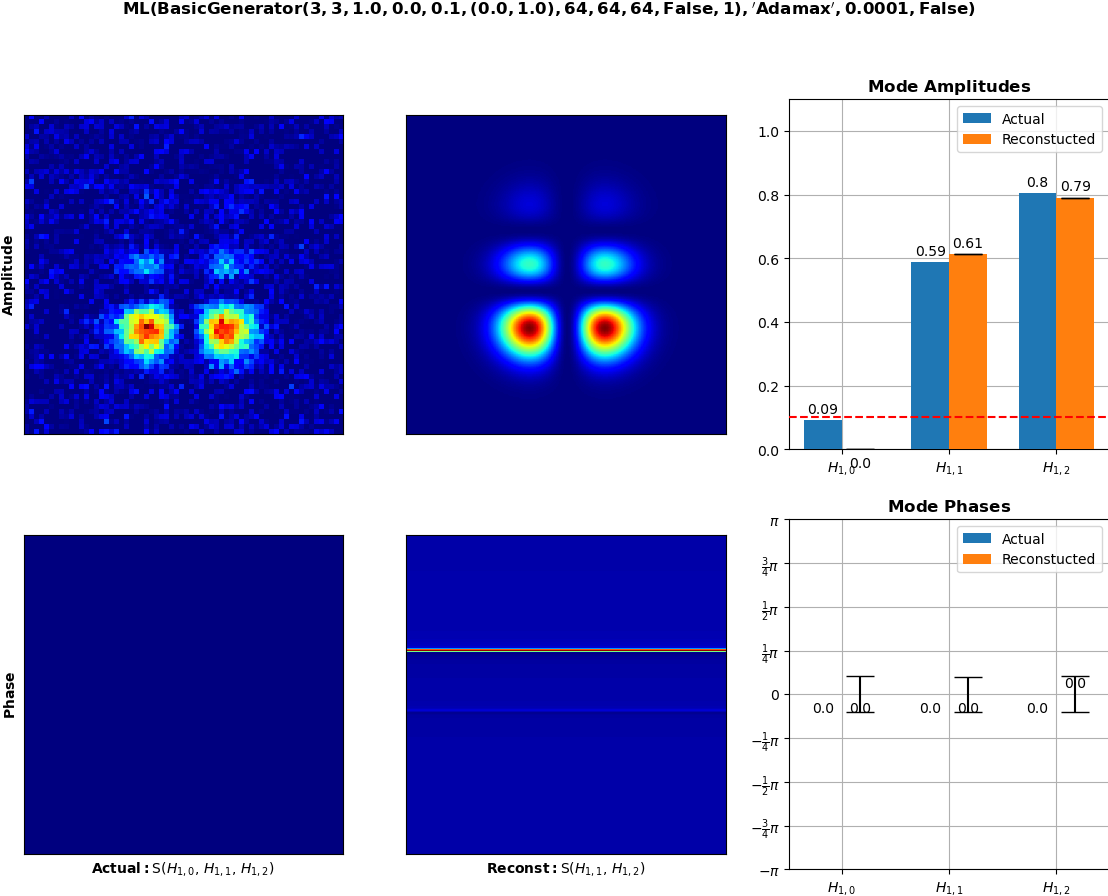 ML(BasicGenerator(3, 3, 1.0, 0.0, 0.1, (0.0, 1.0), 64, 64, 64, False, 1), 'Adamax', 0.0001, False)
Amplitude
Mode Amplitudes
Actual
Reconstucted
1.0
0.8
0.6
0.4
0.2
0.0
0.09
0.0
0.59
0.61
0.8
0.79
H1,0
H1,1
H1,2
Phase
Actual: S(H1,0, H1,1, H1,2)
Reconst: S(H1,1, H1,2)
Mode Phases
Actual
Reconstucted
π
3/4π
1/2π
1/4π
0
−1/4π
−1/2π
−3/4π
−π
0.0
0.0
0.0
0.0
0.0
0.0
H1,0
H1,1
H1,2